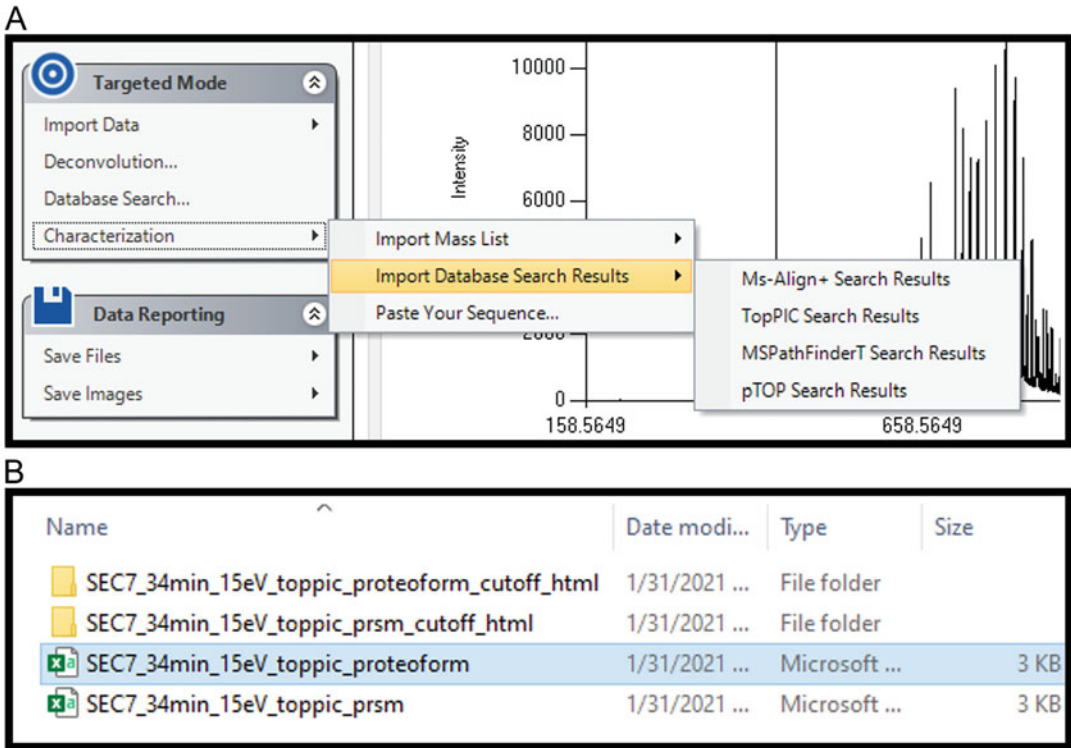 A
Targeted Mode
Import Data
Deconvolution...
Database Search...
Characterization
Data Reporting
Save Files
Save Images
Import Mass List
Import Database Search Results
Paste Your Sequence...
Ms-Align+ Search Results
TopPIC Search Results
MSPathFinderT Search Results
pTOP Search Results
Intensity
10000
8000
6000
2000
0
158.5649 658.5649
B
Name Date modi... Type Size
SEC7_34min_15eV_toppic_proteoform_cutoff_html 1/31/2021 ... File folder
SEC7_34min_15eV_toppic_prsm_cutoff_html 1/31/2021 ... File folder
SEC7_34min_15eV_toppic_proteoform 1/31/2021 ... Microsoft ... 3 KB
SEC7_34min_15eV_toppic_prsm 1/31/2021 ... Microsoft ... 3 KB